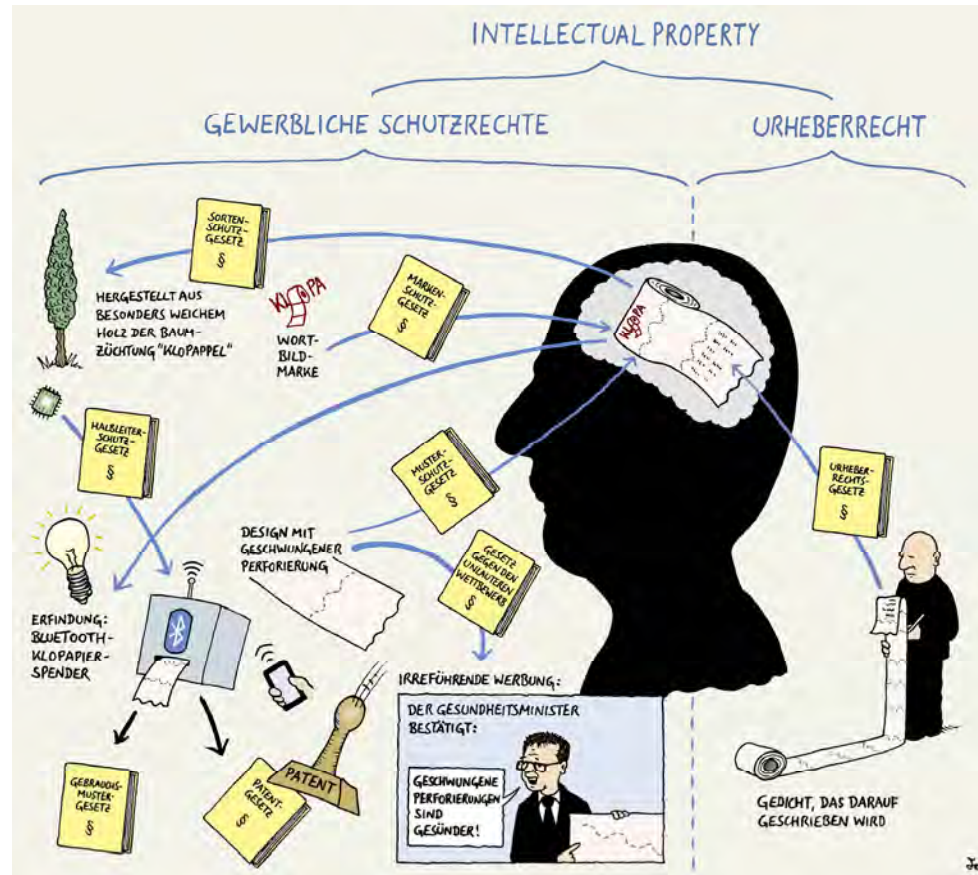 INTELLECTUAL PROPERTY
GEWERBLICHE SCHUTZRECHTE
URHEBERRECHT
SORTEN-
SCHUTZ-
GESETZ
§
HERGESTELLT AUS
BESONDERS WEICHEM
HOLZ DER BAUM-
ZÜCHTUNG "KLOPAPPEL"
KLOPA
WORT-
BILD-
MARKE
MARKEN-
SCHUTZ-
GESETZ
§
KLOPA
HALBLEITER-
SCHUTZ-
GESETZ
§
MUSTER-
SCHUTZ-
GESETZ
§
URHEBER-
RECHTS-
GESETZ
§
DESIGN MIT
GESCHWUNGENER
PERFORIERUNG
GESETZ
GEGEN DEN
UNLAUTEREN
WETTBEWERB
§
ERFINDUNG:
BLUETOOTH-
KLOPAPIER-
SPENDER
IRREFÜHRENDE WERBUNG:
DER GESUNDHEITSMINISTER
BESTÄTIGT:
GESCHWUNGENE
PERFORIERUNGEN
SIND
GESÜNDER!
GEBRAUCHS-
MUSTER-
GESETZ
§
PATENT-
GESETZ
§
PATENT
GEDICHT, DAS DARAUF
GESCHRIEBEN WIRD